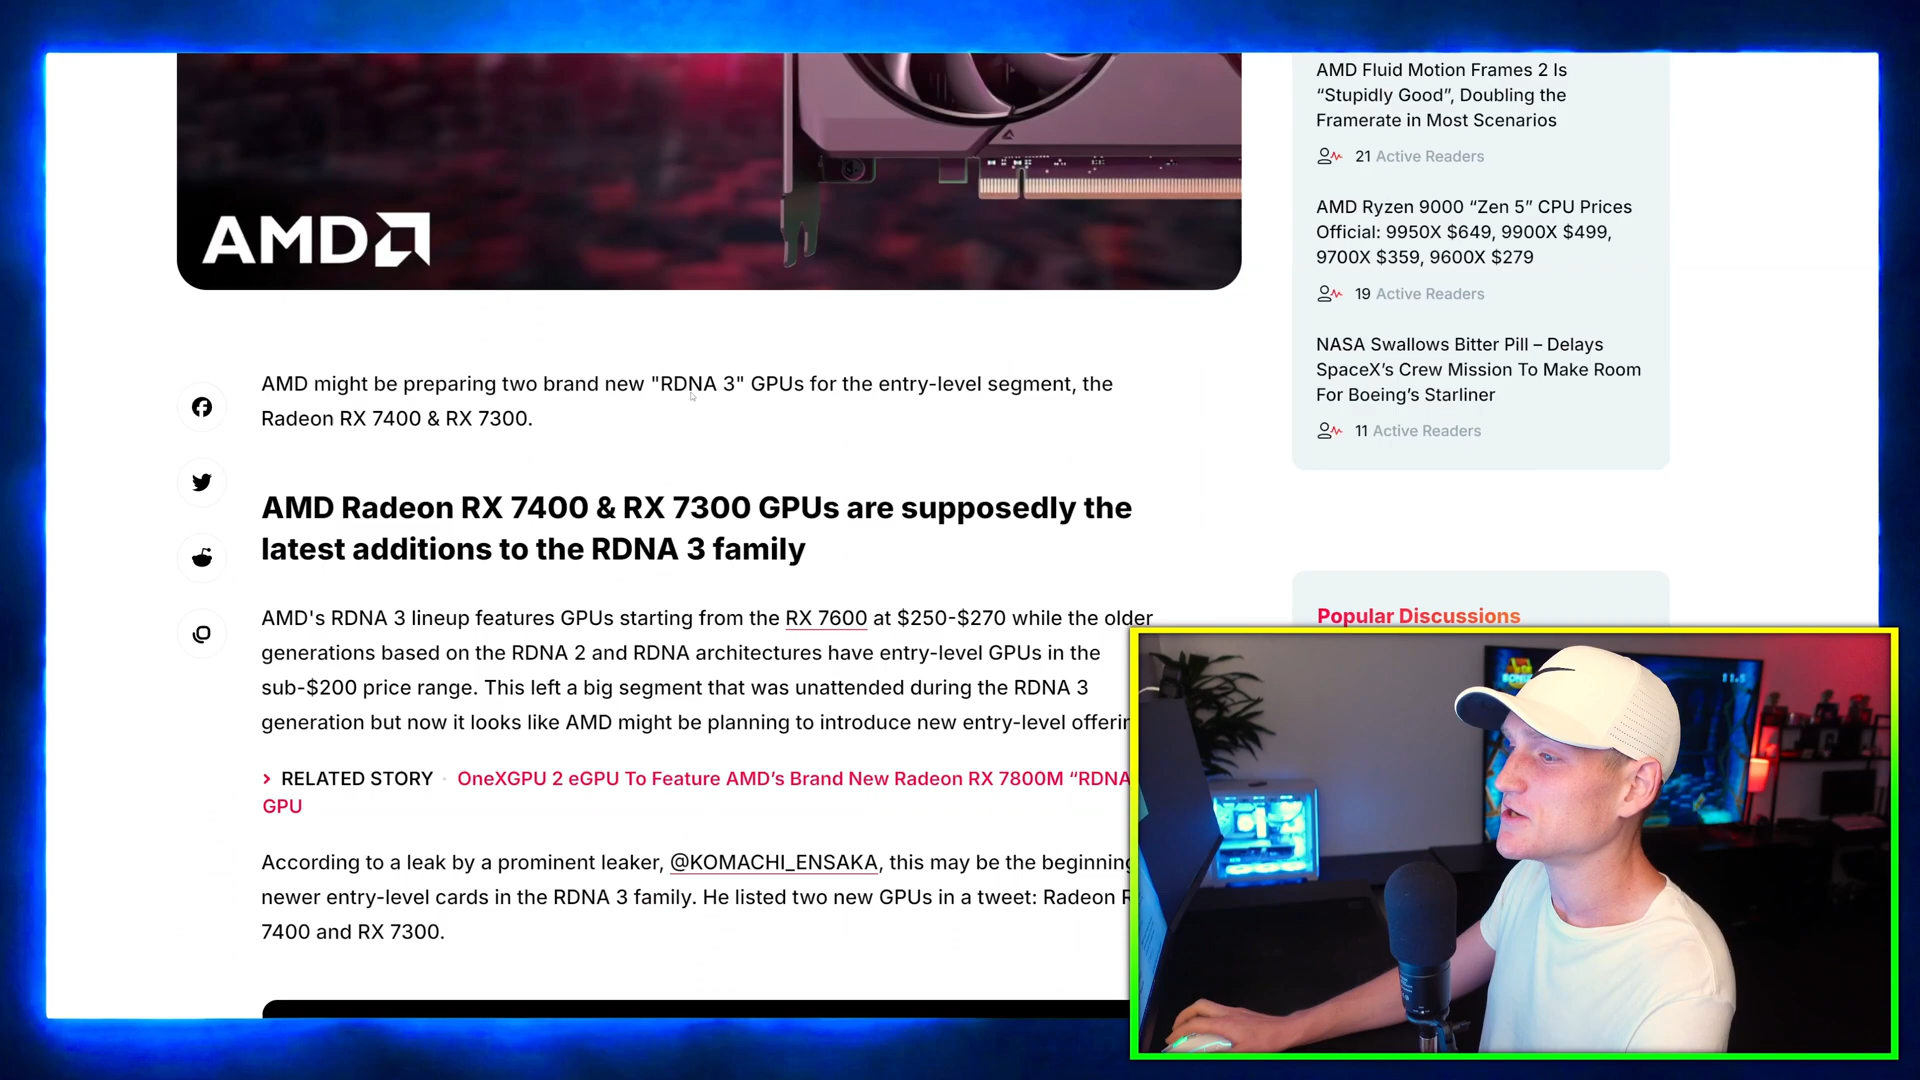 AMD
AMD might be preparing two brand new "RDNA 3" GPUs for the entry-level segment, the
Radeon RX 7400 & RX 7300.
AMD Radeon RX 7400 & RX 7300 GPUs are supposedly the
latest additions to the RDNA 3 family
AMD's RDNA 3 lineup features GPUs starting from the RX 7600 at $250-$270 while the older
generations based on the RDNA 2 and RDNA architectures have entry-level GPUs in the
sub-$200 price range. This left a big segment that was unattended during the RDNA 3
generation but now it looks like AMD might be planning to introduce new entry-level
RELATED STORY · OneXGPU 2 eGPU To Feature AMD’s Brand New Radeon RX 7800M “RDNA
GPU
According to a leak by a prominent leaker, @KOMACHI_ENSAKA, this may be the beginning
newer entry-level cards in the RDNA 3 family. He listed two new GPUs in a tweet: Radeon
7400 and RX 7300.
AMD Fluid Motion Frames 2 Is
“Stupidly Good”, Doubling the
Framerate in Most Scenarios
21 Active Readers
AMD Ryzen 9000 “Zen 5” CPU Prices
Official: 9950X $649, 9900X $499,
9700X $359, 9600X $279
19 Active Readers
NASA Swallows Bitter Pill – Delays
SpaceX’s Crew Mission To Make Room
For Boeing’s Starliner
11 Active Readers
Popular Discussions